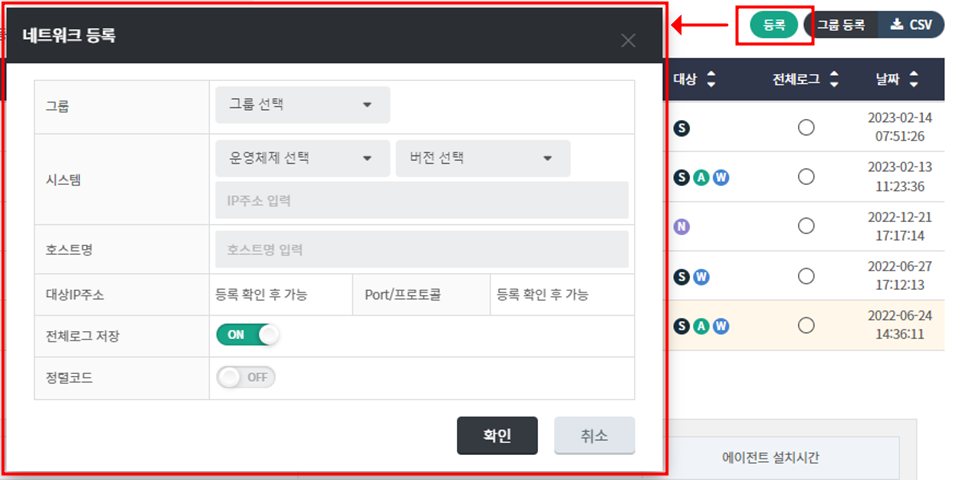 네트워크 등록
등록
그룹 등록
CSV
그룹
그룹 선택
시스템
운영체제 선택
버전 선택
IP주소 입력
호스트명
호스트명 입력
대상IP주소
등록 확인 후 가능
Port/프로토콜
등록 확인 후 가능
전체로그 저장
ON
정렬코드
OFF
확인
취소
대상
전체로그
날짜
S
2023-02-14
07:51:26
S A W
2023-02-13
11:23:36
N
2022-12-21
17:17:14
S W
2022-06-27
17:12:13
S A W
2022-06-24
14:36:11
에이전트 설치시간